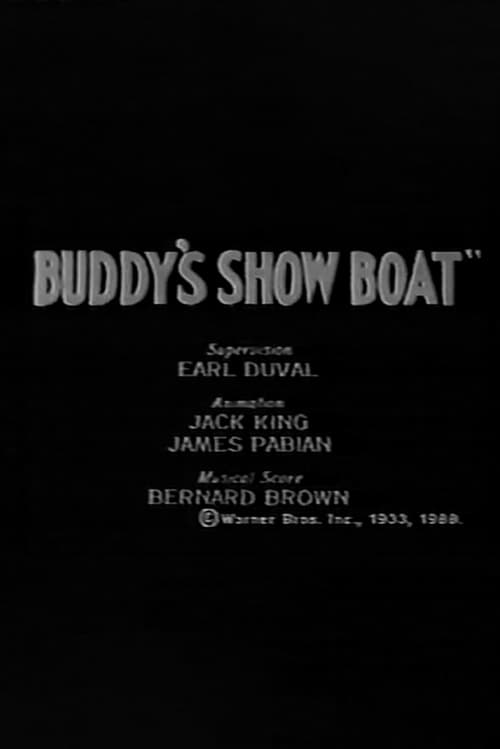 BUDDY'S SHOW BOAT"
Supervision
EARL DUVAL
Animation
JACK KING
JAMES PABIAN
Musical Score
BERNARD BROWN
©Warner Bros. Inc., 1933, 1988.